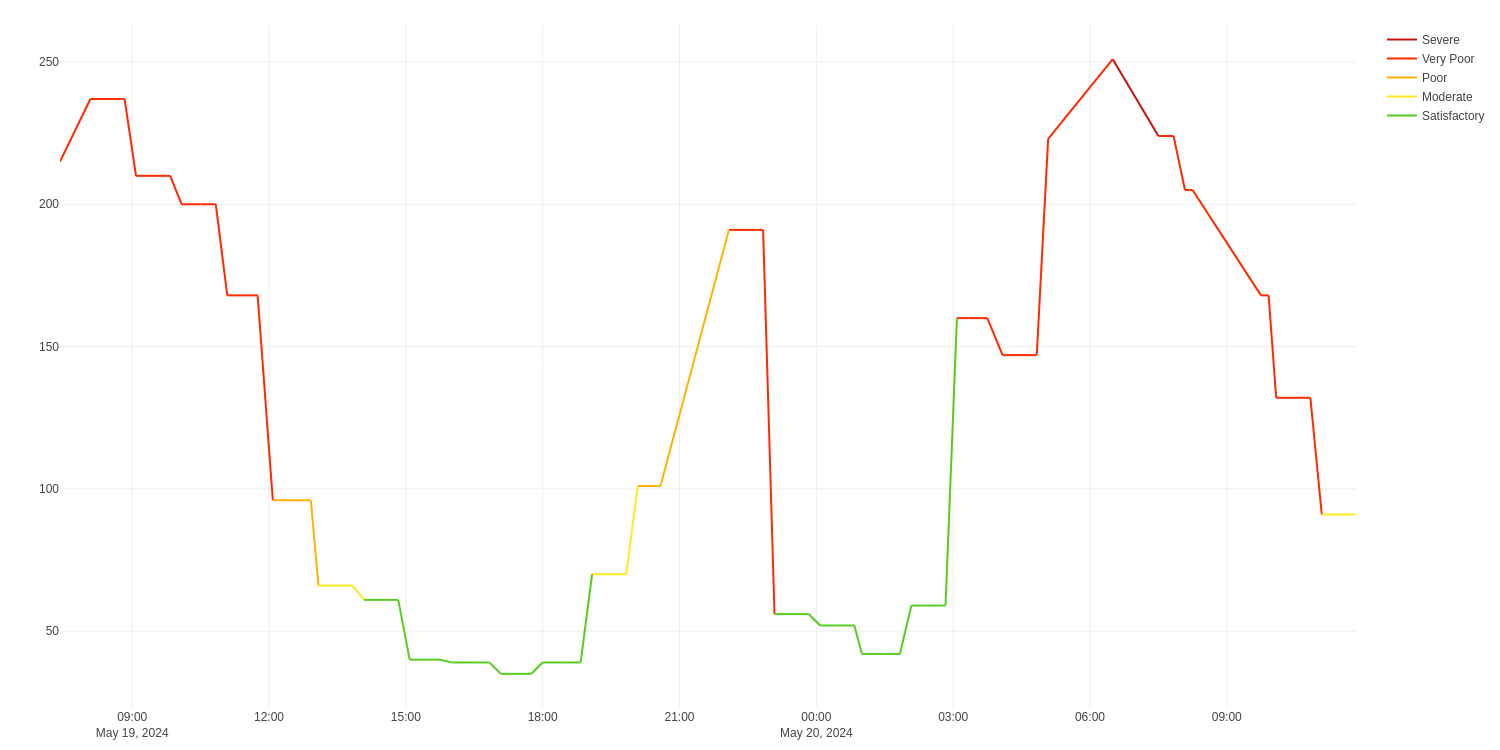 250
200
150
100
50
09:00
12:00
15:00
18:00
21:00
00:00
03:00
06:00
09:00
May 19, 2024
May 20, 2024
Severe
Very Poor
Poor
Moderate
Satisfactory